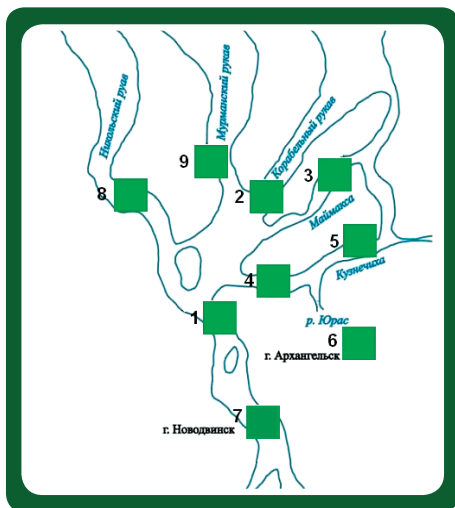 Никольский руав
Мурманский рукав
Корабельный рукав
9
3
8
2
Маймакса
5
Кузнечиха
4
1
р. Юрас
6
г. Архангельск
7
г. Новодвинск